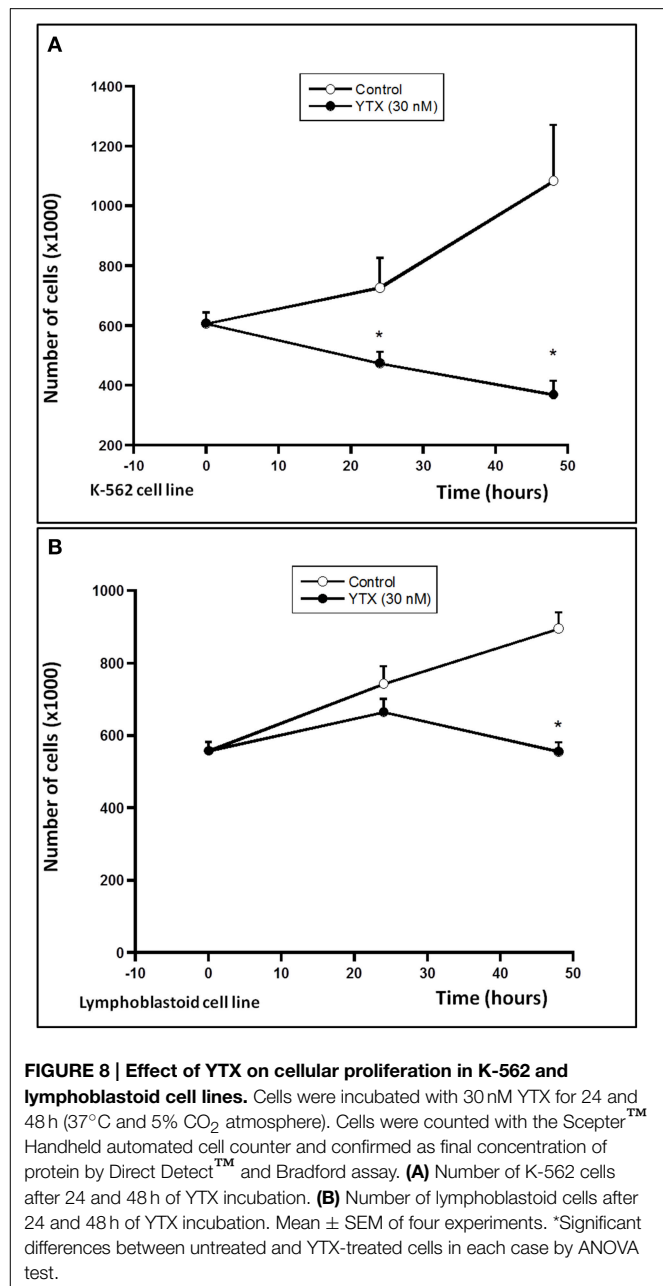 A
Control
YTX (30 nM)
1400
1200
1000
800
600
400
200
Number of cells (x1000)
*
*
-10 0 10 20 30 40 50
K-562 cell line
Time (hours)
B
Control
YTX (30 nM)
1000
800
600
400
200
0
Number of cells (x1000)
*
-10 0 10 20 30 40 50
Lymphoblastoid cell line
Time (hours)
FIGURE 8 | Effect of YTX on cellular proliferation in K-562 and
lymphoblastoid cell lines. Cells were incubated with 30 nM YTX for 24 and
48 h (37°C and 5% CO₂ atmosphere). Cells were counted with the Scepter™
Handheld automated cell counter and confirmed as final concentration of
protein by Direct Detect™ and Bradford assay. (A) Number of K-562 cells
after 24 and 48 h of YTX incubation. (B) Number of lymphoblastoid cells after
24 and 48 h of YTX incubation. Mean ± SEM of four experiments. *Significant
differences between untreated and YTX-treated cells in each case by ANOVA
test.